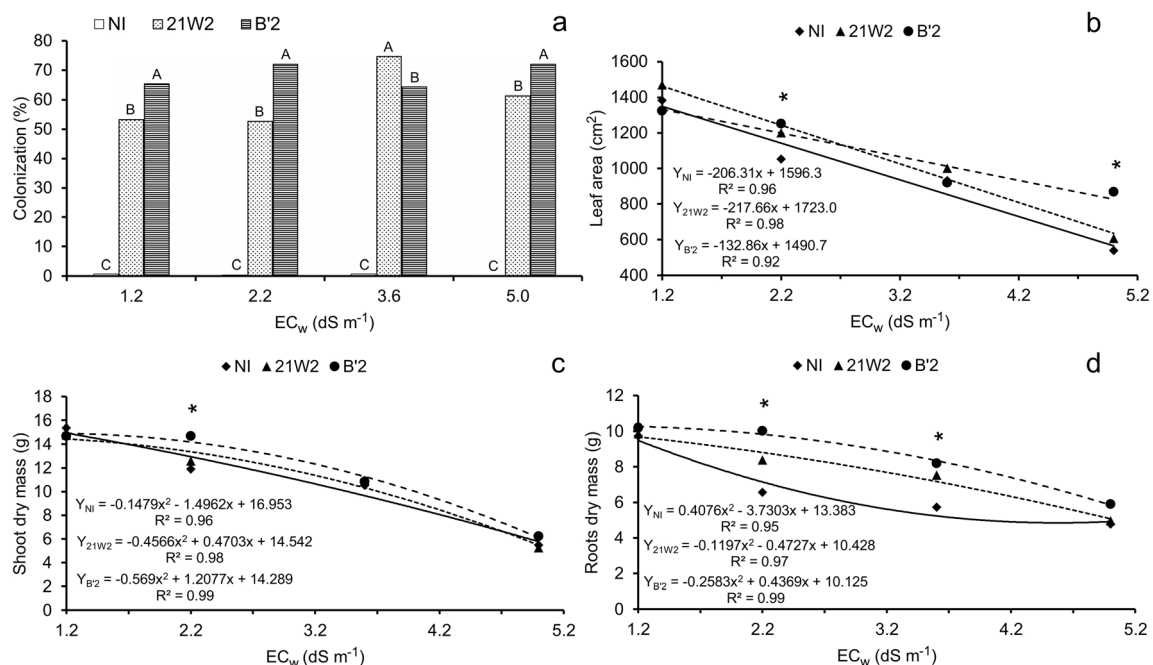 NI 21W2 B'2
a
80
70
60
50
40
30
20
10
0
Colonization (%)
C B A
C B A
C A B
C B A
1.2 2.2 3.6 5.0
ECw (dS m⁻¹)
NI 21W2 B'2
b
1600
1400
1200
1000
800
600
400
Leaf area (cm²)
*
*
Y_NI = -206.31x + 1596.3
R² = 0.96
Y_21W2 = -217.66x + 1723.0
R² = 0.98
Y_B'2 = -132.86x + 1490.7
R² = 0.92
1.2 2.2 3.2 4.2 5.2
ECw (dS m⁻¹)
NI 21W2 B'2
c
18
16
14
12
10
8
6
4
2
0
Shoot dry mass (g)
*
Y_NI = -0.1479x² - 1.4962x + 16.953
R² = 0.96
Y_21W2 = -0.4566x² + 0.4703x + 14.542
R² = 0.98
Y_B'2 = -0.569x² + 1.2077x + 14.289
R² = 0.99
1.2 2.2 3.2 4.2 5.2
ECw (dS m⁻¹)
NI 21W2 B'2
d
12
10
8
6
4
2
0
Roots dry mass (g)
*
*
Y_NI = 0.4076x² - 3.7303x + 13.383
R² = 0.95
Y_21W2 = -0.1197x² - 0.4727x + 10.428
R² = 0.97
Y_B'2 = -0.2583x² + 0.4369x + 10.125
R² = 0.99
1.2 2.2 3.2 4.2 5.2
ECw (dS m⁻¹)